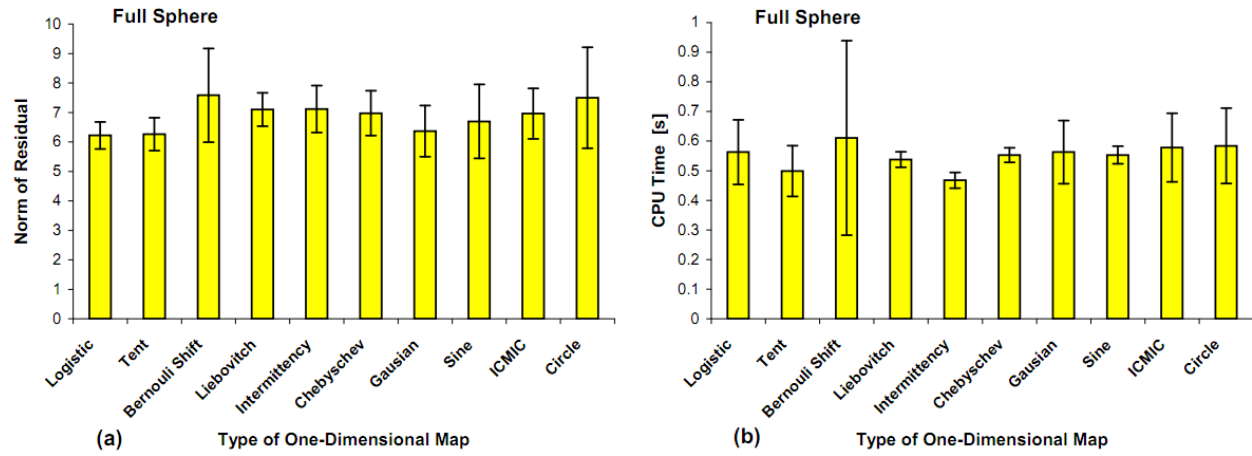 Full Sphere
Norm of Residual
10
9
8
7
6
5
4
3
2
1
0
Logistic
Tent
Bernouli Shift
Liebovitch
Intermittency
Chebyschev
Gausian
Sine
ICMIC
Circle
(a) Type of One-Dimensional Map
Full Sphere
CPU Time [s]
1
0.9
0.8
0.7
0.6
0.5
0.4
0.3
0.2
0.1
0
Logistic
Tent
Bernouli Shift
Liebovitch
Intermittency
Chebyschev
Gausian
Sine
ICMIC
Circle
(b) Type of One-Dimensional Map